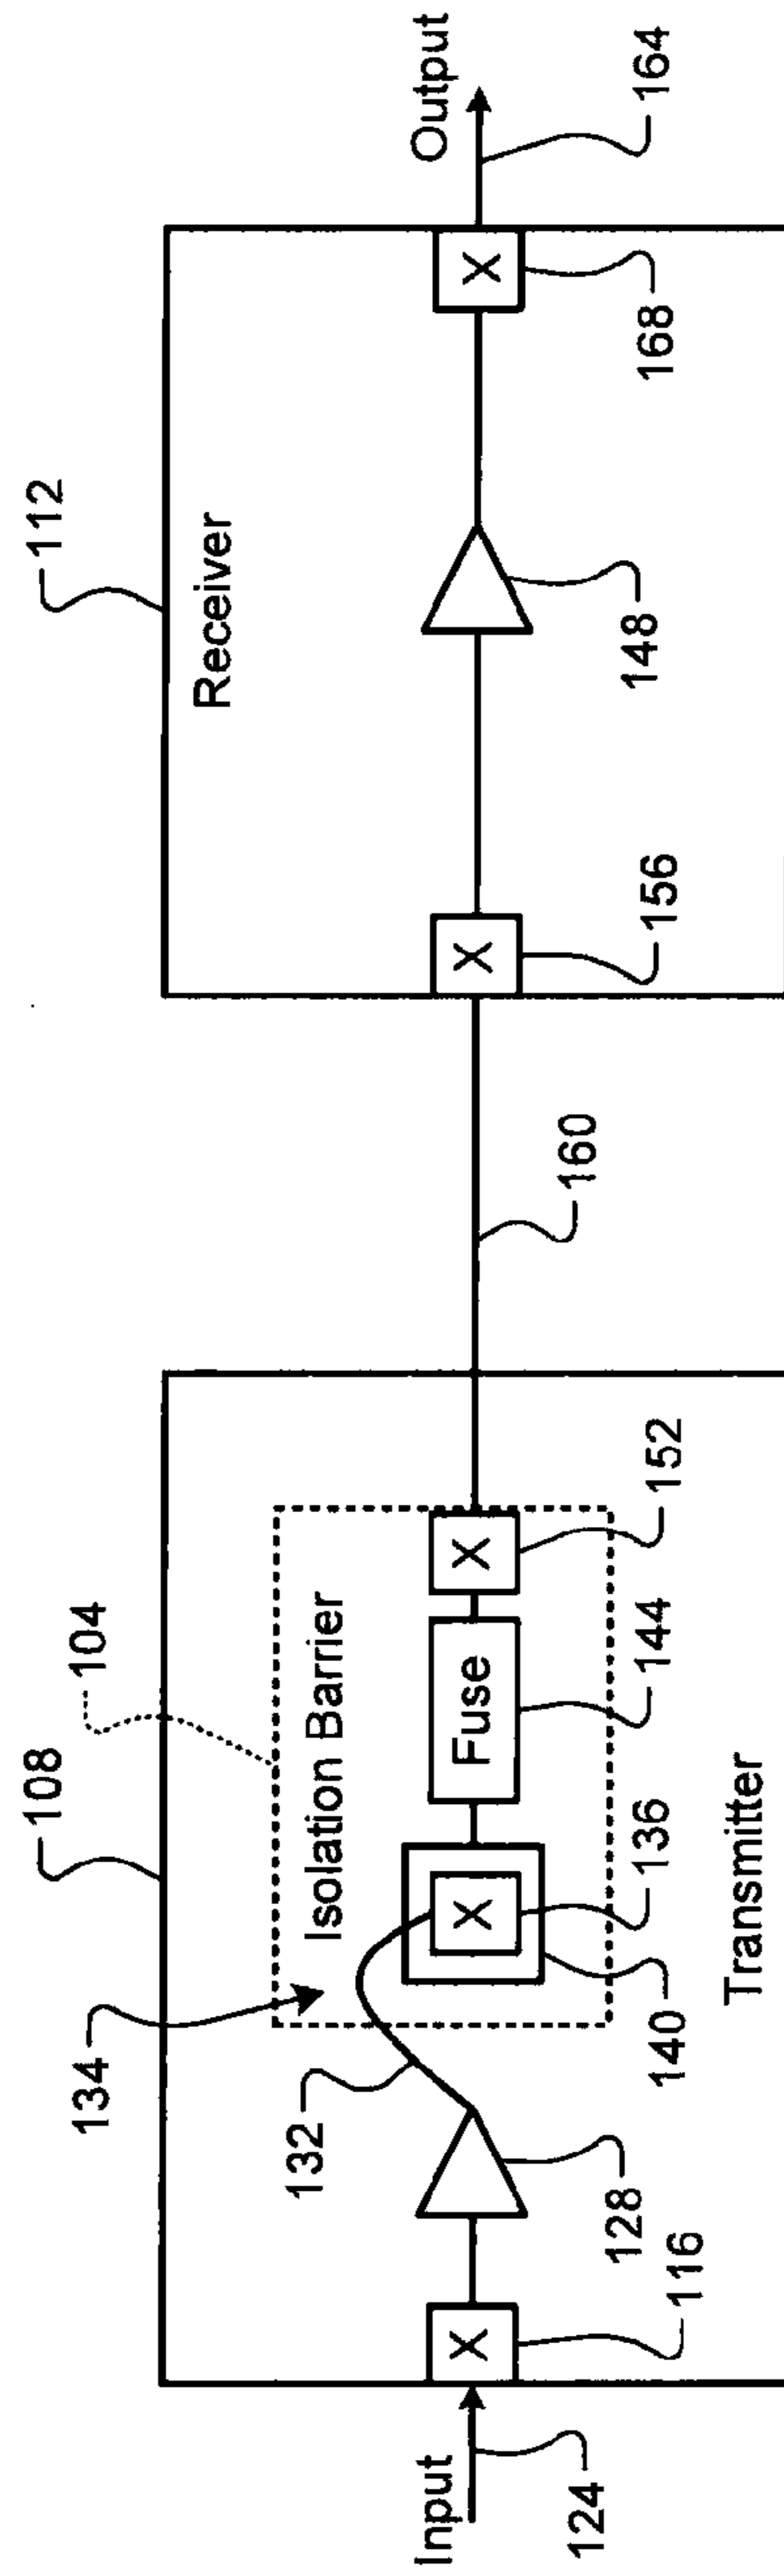 108
104
112
134
Isolation Barrier
Receiver
132
Input
X
X
Fuse
X
X
X
Output
124
116
128
140
136
144
152
160
156
148
168
164
Transmitter